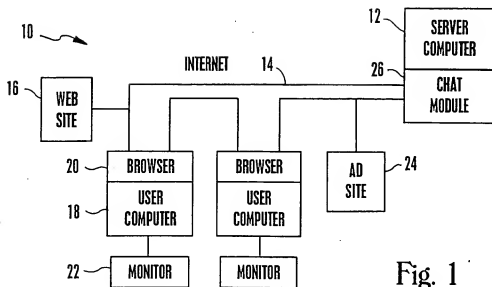 10
12
SERVER
COMPUTER
26
CHAT
MODULE
INTERNET
14
16
WEB
SITE
20
BROWSER
BROWSER
18
USER
COMPUTER
USER
COMPUTER
AD
SITE
24
22
MONITOR
MONITOR
Fig. 1